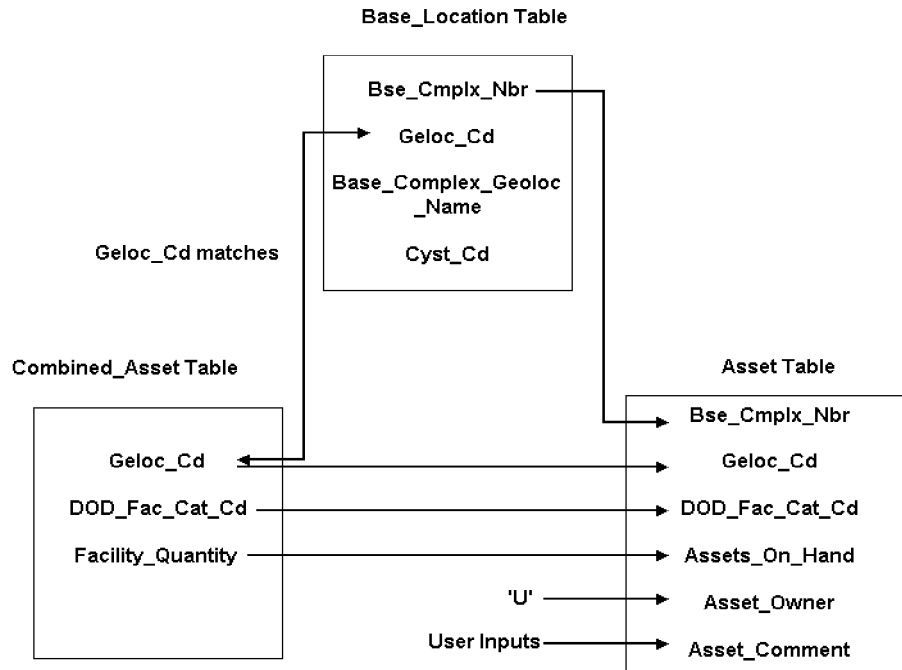 Base_Location Table
Bse_Cmplx_Nbr
Geloc_Cd
Base_Complex_Geoloc
_Name
Cyst_Cd
Geloc_Cd matches
Combined_Asset Table
Geloc_Cd
DOD_Fac_Cat_Cd
Facility_Quantity
'U'
User Inputs
Asset Table
Bse_Cmplx_Nbr
Geloc_Cd
DOD_Fac_Cat_Cd
Assets_On_Hand
Asset_Owner
Asset_Comment